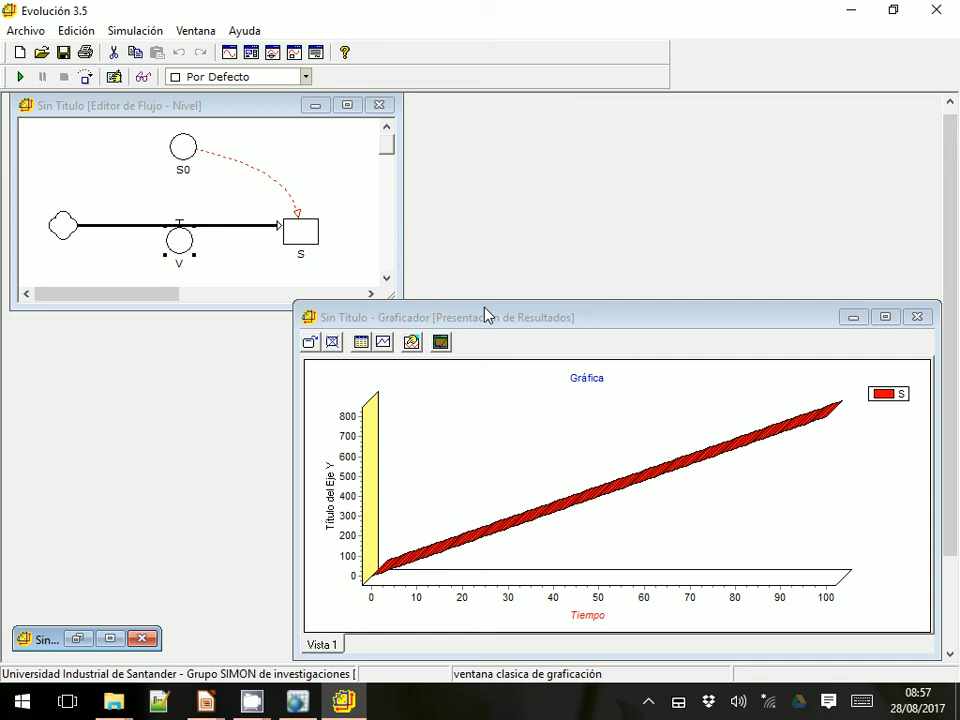 Evolución 3.5
Archivo Edición Simulación Ventana Ayuda
Por Defecto
Sin Titulo [Editor de Flujo - Nivel]
S0
V
S
Sin Titulo - Graficador [Presentación de Resultados]
Gráfica
S
Título del Eje Y
800
700
600
500
400
300
200
100
0
0 10 20 30 40 50 60 70 80 90 100
Tiempo
Vista 1
Sin...
Universidad Industrial de Santander - Grupo SIMON de investigaciones [
ventana clasica de graficación
08:57
28/08/2017